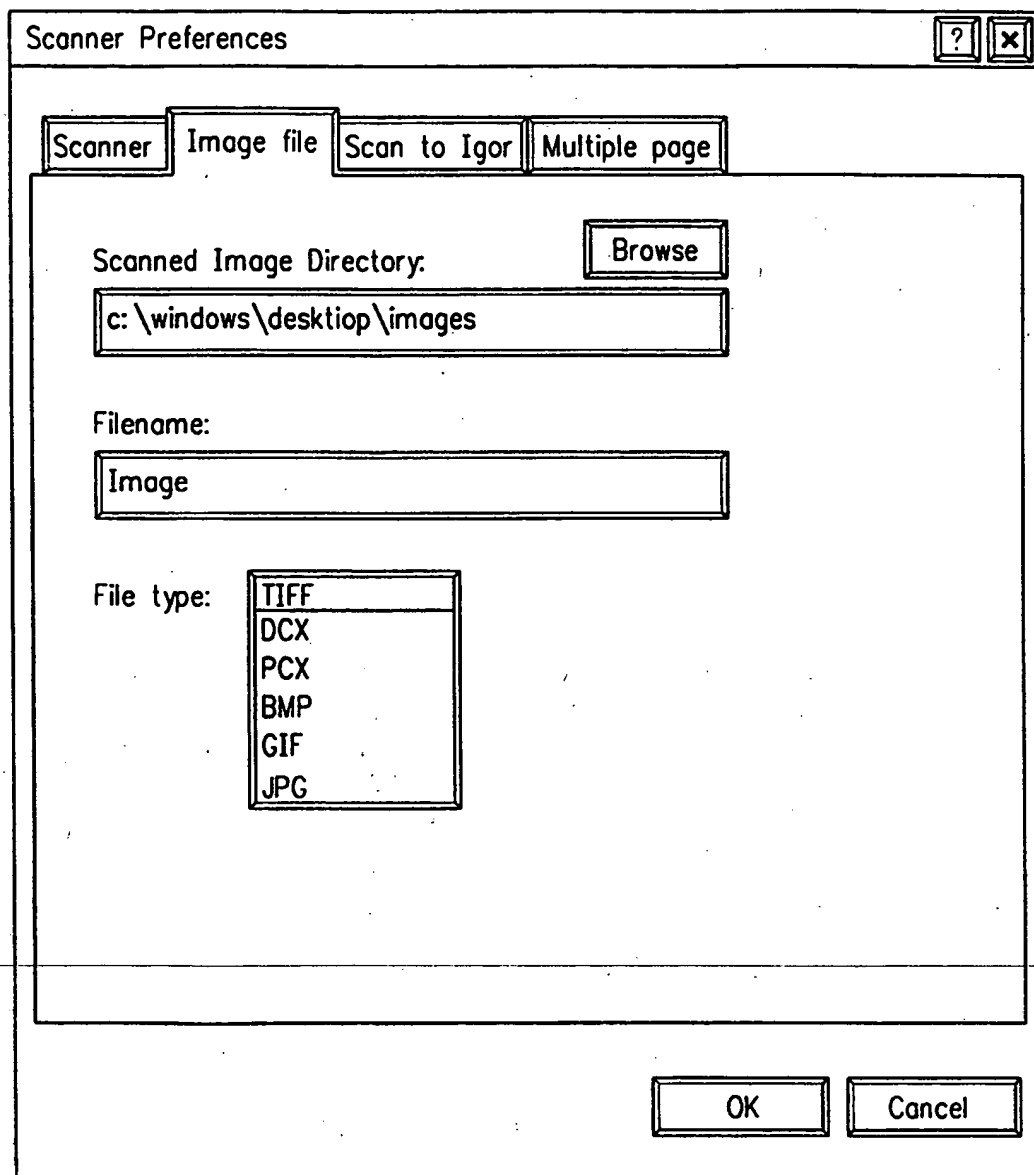 Scanner Preferences ? ×
Scanner Image file Scan to Igor Multiple page
Browse
Scanned Image Directory:
c:\windows\desktiop\images
Filename:
Image
File type: TIFF
DCX
PCX
BMP
GIF
JPG
OK Cancel